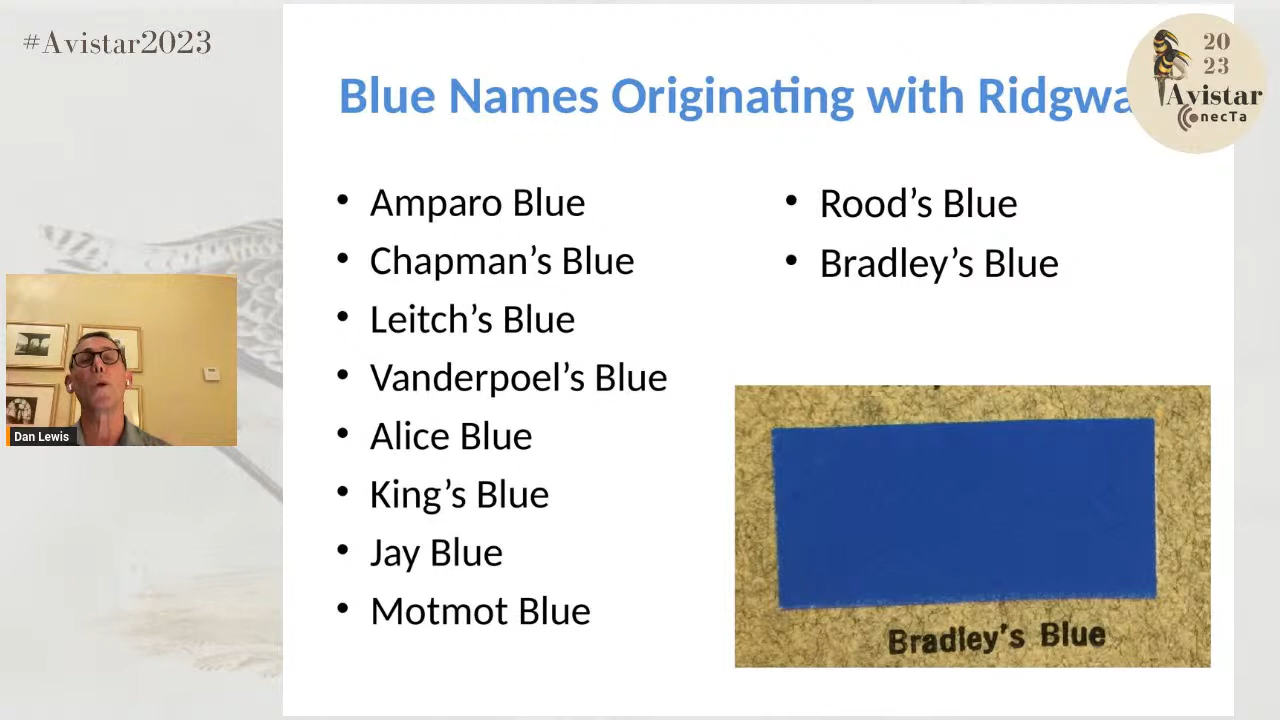 #Avistar2023
20
23
Avistar
ConecTa
Blue Names Originating with Ridgwa
• Amparo Blue
• Chapman’s Blue
• Leitch’s Blue
• Vanderpoel’s Blue
• Alice Blue
• King’s Blue
• Jay Blue
• Motmot Blue
• Rood’s Blue
• Bradley’s Blue
Bradley's Blue
Dan Lewis